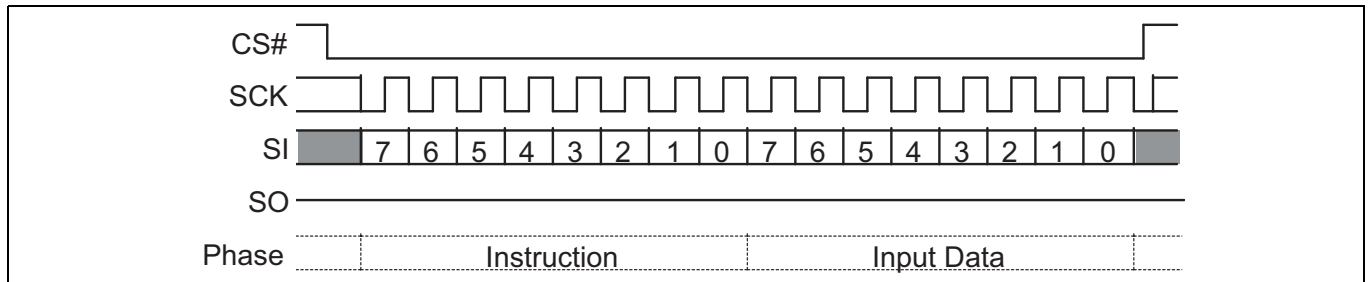 CS#
SCK
SI 7 6 5 4 3 2 1 0 7 6 5 4 3 2 1 0
SO
Phase Instruction Input Data